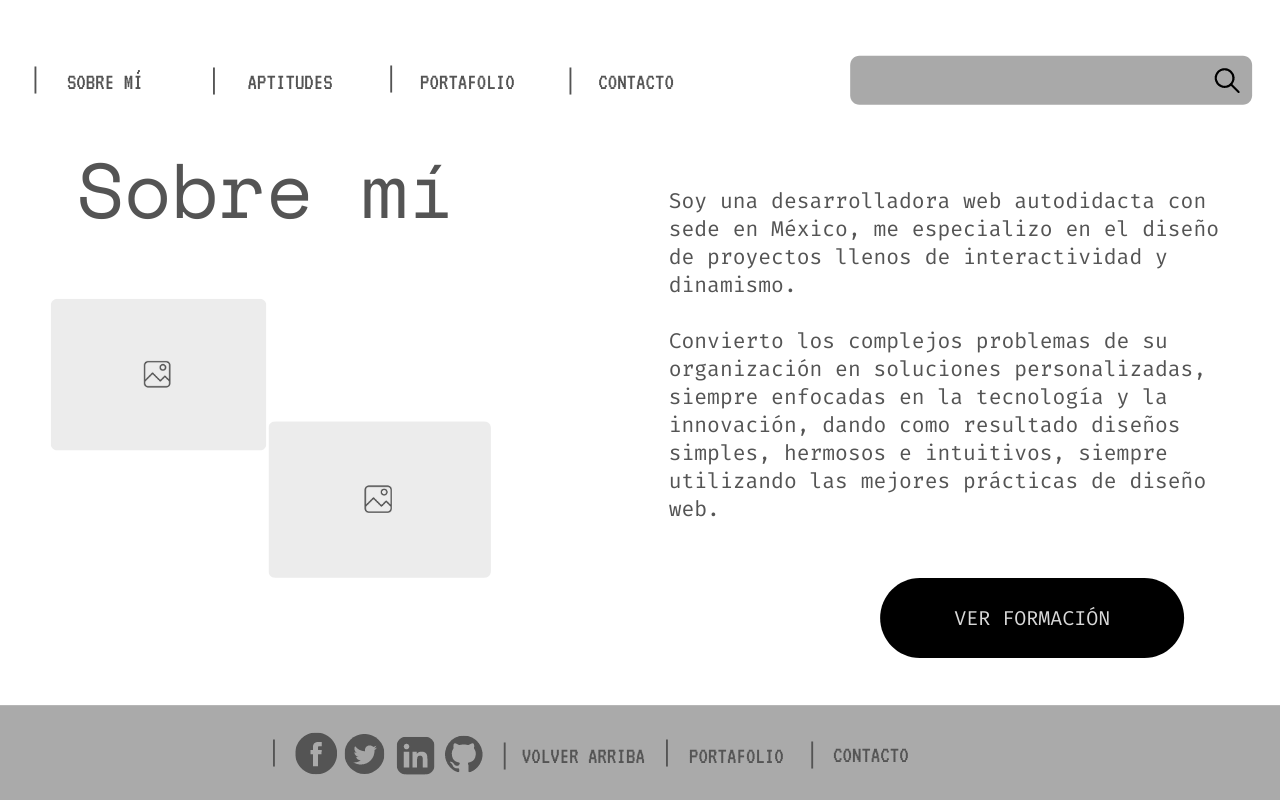 SOBRE MÍ
APTITUDES
PORTAFOLIO
CONTACTO
Sobre mí
Soy una desarrolladora web autodidacta con
sede en México, me especializo en el diseño
de proyectos llenos de interactividad y
dinamismo.
Convierto los complejos problemas de su
organización en soluciones personalizadas,
siempre enfocadas en la tecnología y la
innovación, dando como resultado diseños
simples, hermosos e intuitivos, siempre
utilizando las mejores prácticas de diseño
web.
VER FORMACIÓN
VOLVER ARRIBA
PORTAFOLIO
CONTACTO